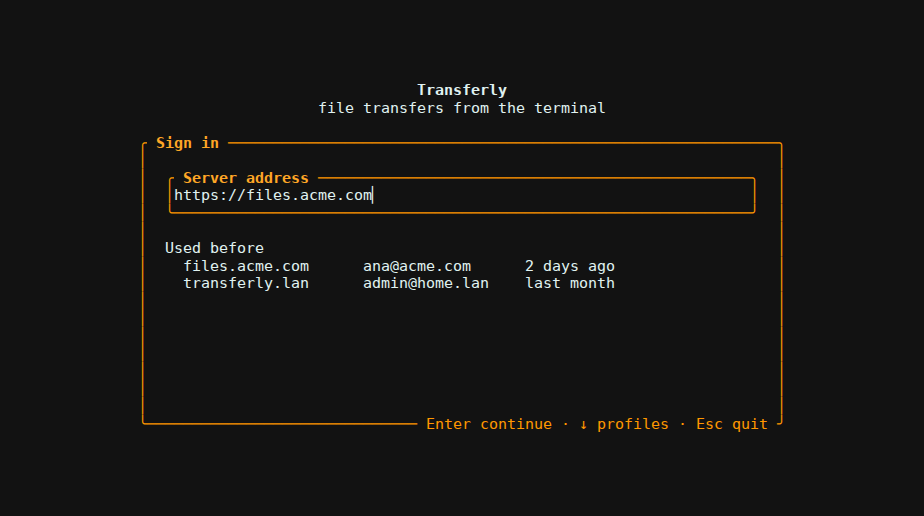 Transferly
file transfers from the terminal
Sign in
Server address
https://files.acme.com
Used before
files.acme.com ana@acme.com 2 days ago
transferly.lan admin@home.lan last month
Enter continue · ↓ profiles · Esc quit